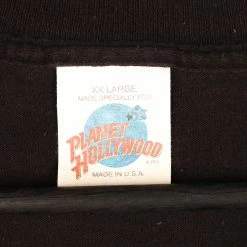 XX-LARGE
MADE SPECIALLY FOR
PLANET
HOLLYWOOD
MADE IN U.S.A.